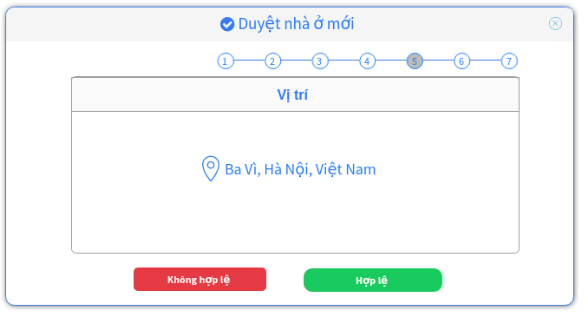 Duyệt nhà ở mới
1 2 3 4 5 6 7
Vị trí
Ba Vì, Hà Nội, Việt Nam
Không hợp lệ
Hợp lệ